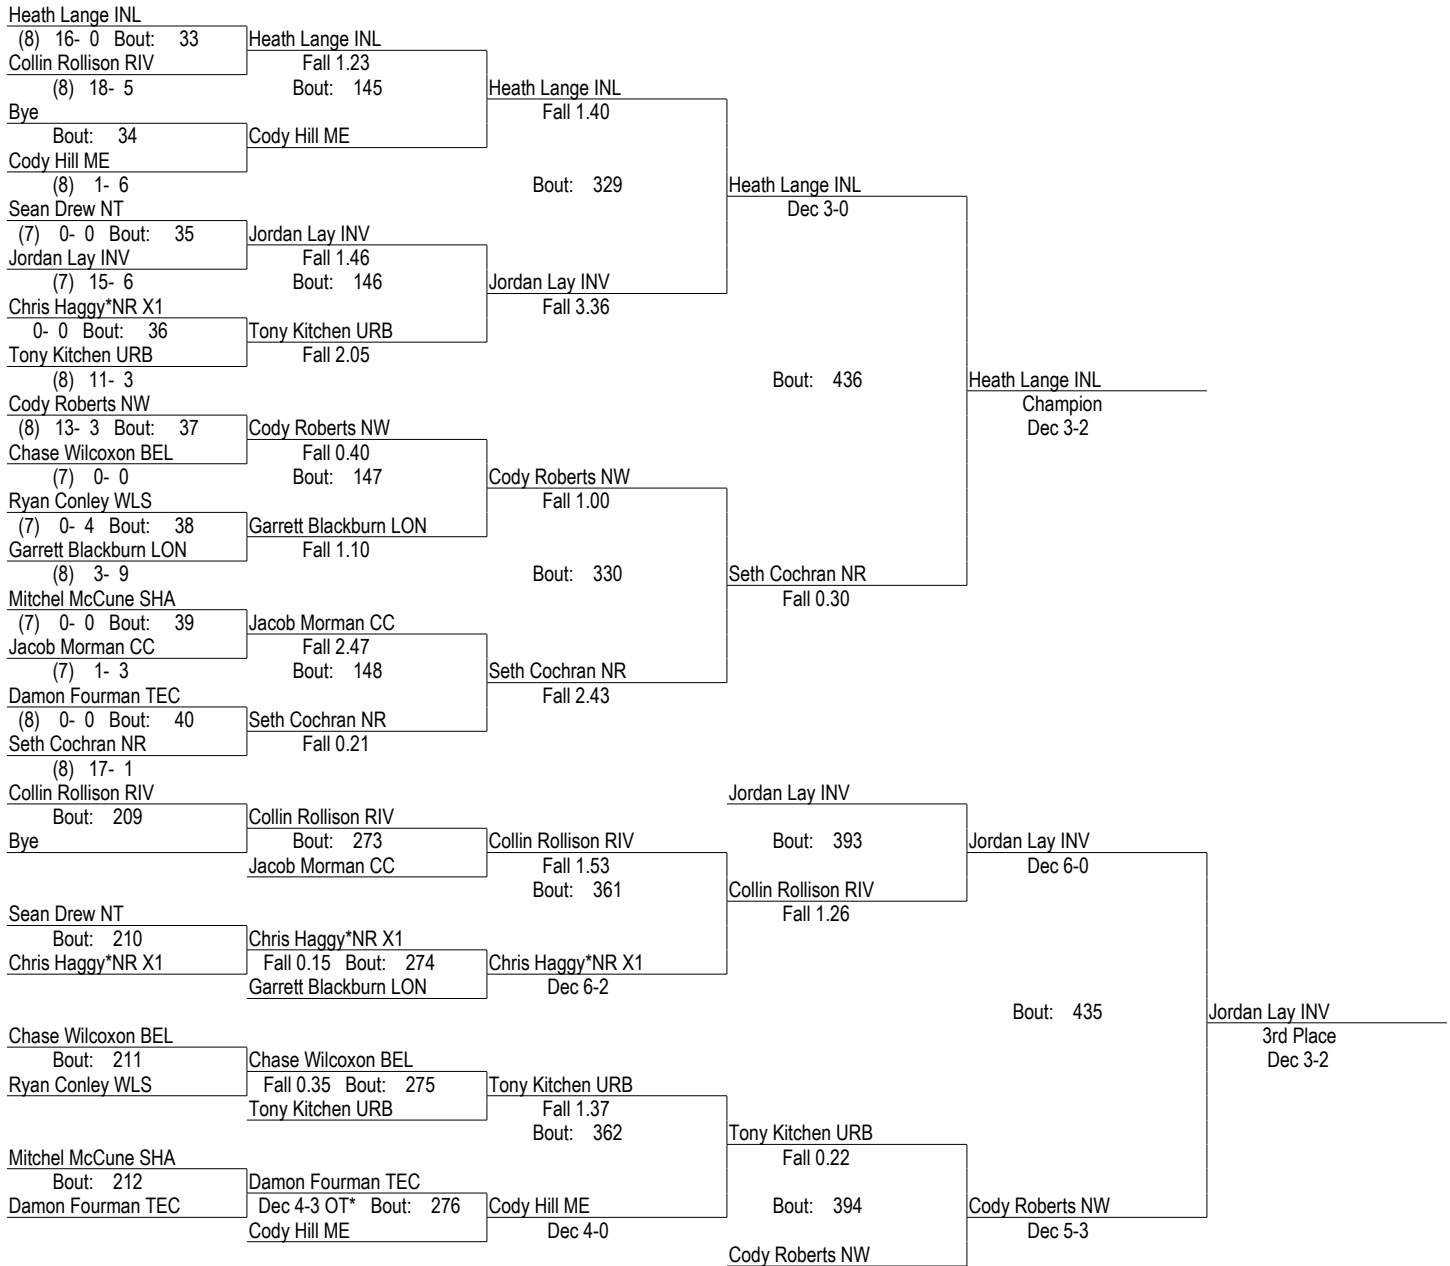 Heath Lange INL
(8) 16- 0 Bout: 33 Heath Lange INL
Collin Rollison RIV Fall 1.23
(8) 18- 5 Bout: 145 Heath Lange INL
Bye Fall 1.40
Bout: 34 Cody Hill ME
Cody Hill ME
(8) 1- 6 Bout: 329 Heath Lange INL
Sean Drew NT Dec 3-0
(7) 0- 0 Bout: 35 Jordan Lay INV
Jordan Lay INV Fall 1.46
(7) 15- 6 Bout: 146 Jordan Lay INV
Chris Haggy*NR X1 Fall 3.36
0- 0 Bout: 36 Tony Kitchen URB
Tony Kitchen URB Fall 2.05
(8) 11- 3 Bout: 436 Heath Lange INL
Cody Roberts NW Champion
(8) 13- 3 Bout: 37 Cody Roberts NW Dec 3-2
Chase Wilcoxon BEL Fall 0.40
(7) 0- 0 Bout: 147 Cody Roberts NW
Ryan Conley WLS Fall 1.00
(7) 0- 4 Bout: 38 Garrett Blackburn LON
Garrett Blackburn LON Fall 1.10
(8) 3- 9 Bout: 330 Seth Cochran NR
Mitchel McCune SHA Fall 0.30
(7) 0- 0 Bout: 39 Jacob Morman CC
Jacob Morman CC Fall 2.47
(7) 1- 3 Bout: 148 Seth Cochran NR
Damon Fourman TEC Fall 2.43
(8) 0- 0 Bout: 40 Seth Cochran NR
Seth Cochran NR Fall 0.21
(8) 17- 1
Collin Rollison RIV Jordan Lay INV
Bout: 209 Collin Rollison RIV
Bye Bout: 273 Collin Rollison RIV Bout: 393 Jordan Lay INV
Jacob Morman CC Fall 1.53 Dec 6-0
Bout: 361 Collin Rollison RIV
Sean Drew NT Fall 1.26
Bout: 210 Chris Haggy*NR X1
Chris Haggy*NR X1 Fall 0.15 Bout: 274 Chris Haggy*NR X1
Garrett Blackburn LON Dec 6-2
Bout: 435 Jordan Lay INV
Chase Wilcoxon BEL 3rd Place
Bout: 211 Chase Wilcoxon BEL Dec 3-2
Ryan Conley WLS Fall 0.35 Bout: 275 Tony Kitchen URB
Tony Kitchen URB Fall 1.37
Bout: 362 Tony Kitchen URB
Mitchel McCune SHA Fall 0.22
Bout: 212 Damon Fourman TEC
Damon Fourman TEC Dec 4-3 OT* Bout: 276 Cody Hill ME Bout: 394 Cody Roberts NW
Cody Hill ME Dec 4-0 Dec 5-3
Cody Roberts NW